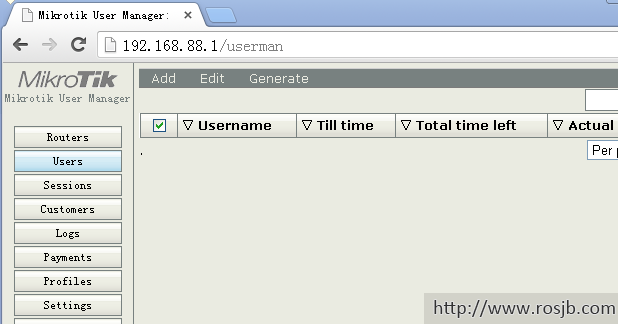 Mikrotik User Manager:
192.168.88.1/userman
MikroTik
Mikrotik User Manager
Add Edit Generate
Username Till time Total time left Actual
Per p
Routers
Users
Sessions
Customers
Logs
Payments
Profiles
Settings
http://www.rosjb.com